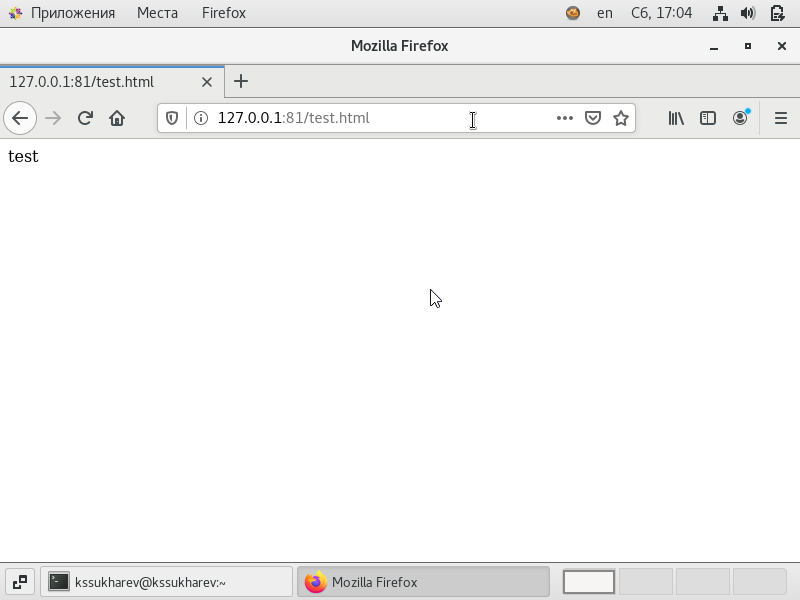 Приложения Места Firefox en Сб, 17:04
Mozilla Firefox
127.0.0.1:81/test.html
127.0.0.1:81/test.html
test
kssukharev@kssukharev:~ Mozilla Firefox